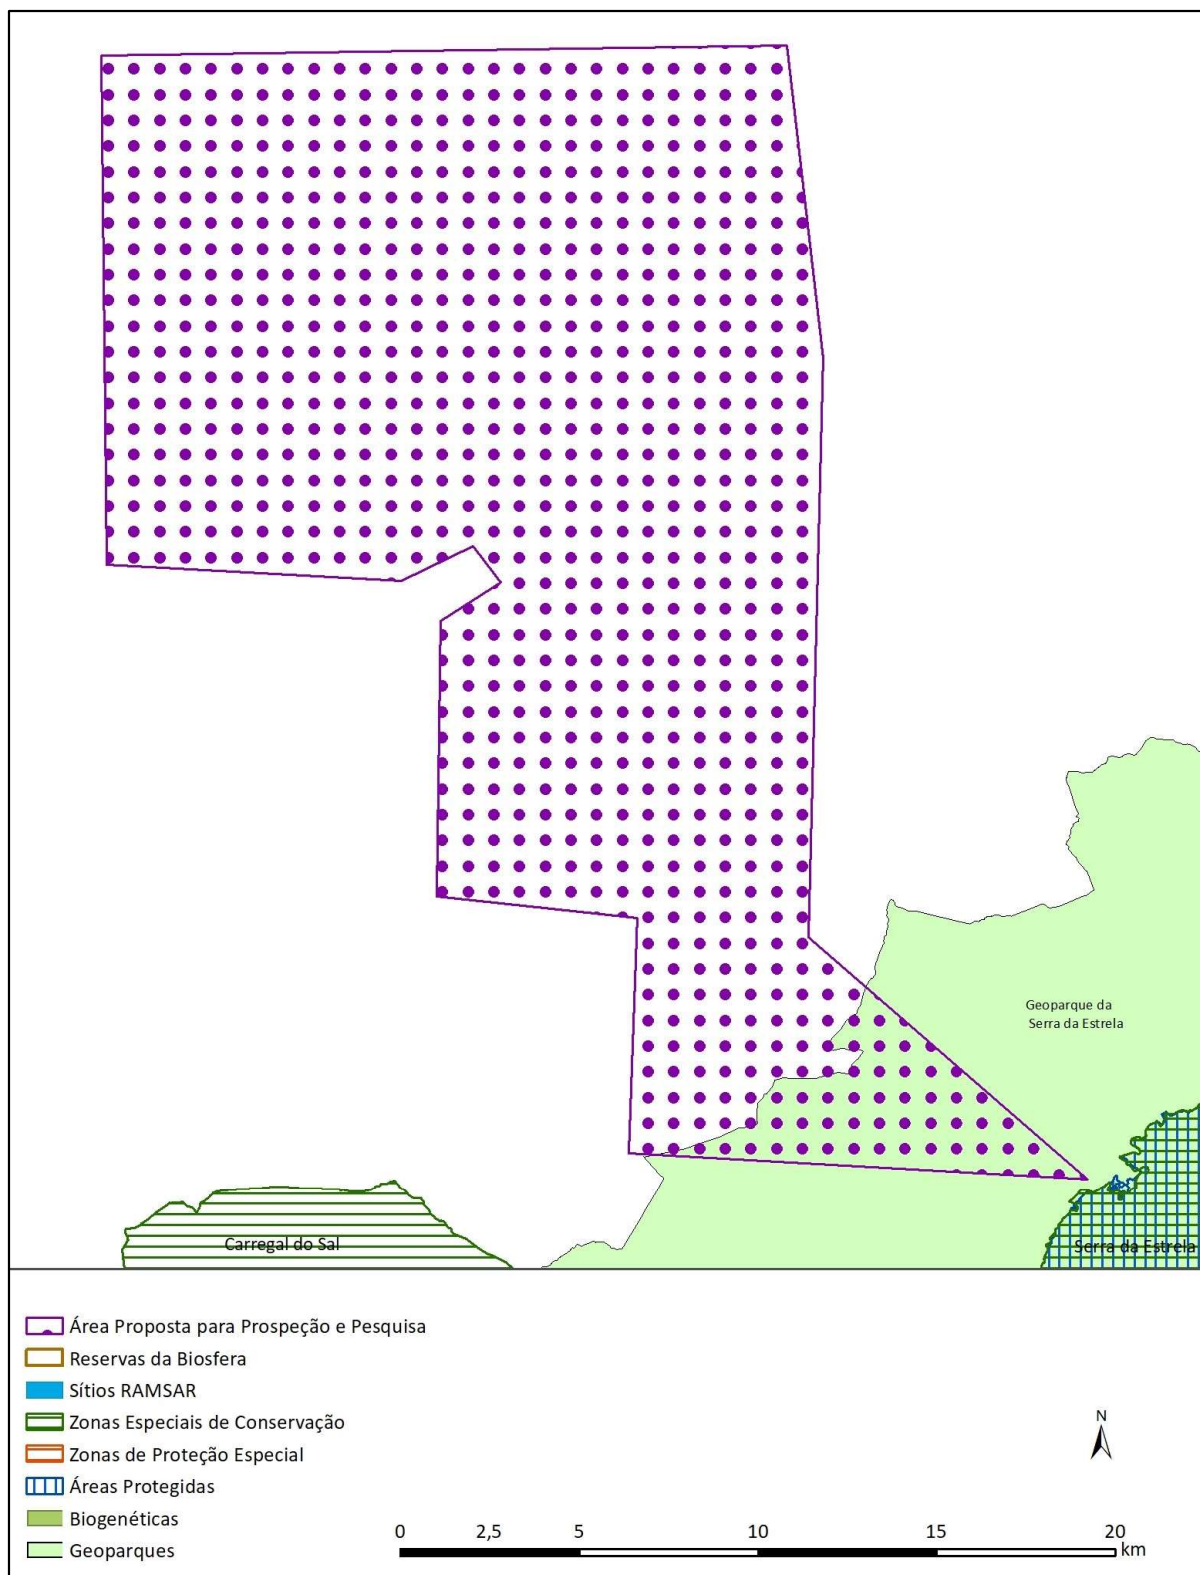 Geoparque da
Serra da Estrela
Carregal do Sal
Serra da Estrela
Área Proposta para Prospeção e Pesquisa
Reservas da Biosfera
Sítios RAMSAR
Zonas Especiais de Conservação
Zonas de Proteção Especial
Áreas Protegidas
Biogenéticas
Geoparques
N
0 2,5 5 10 15 20
km